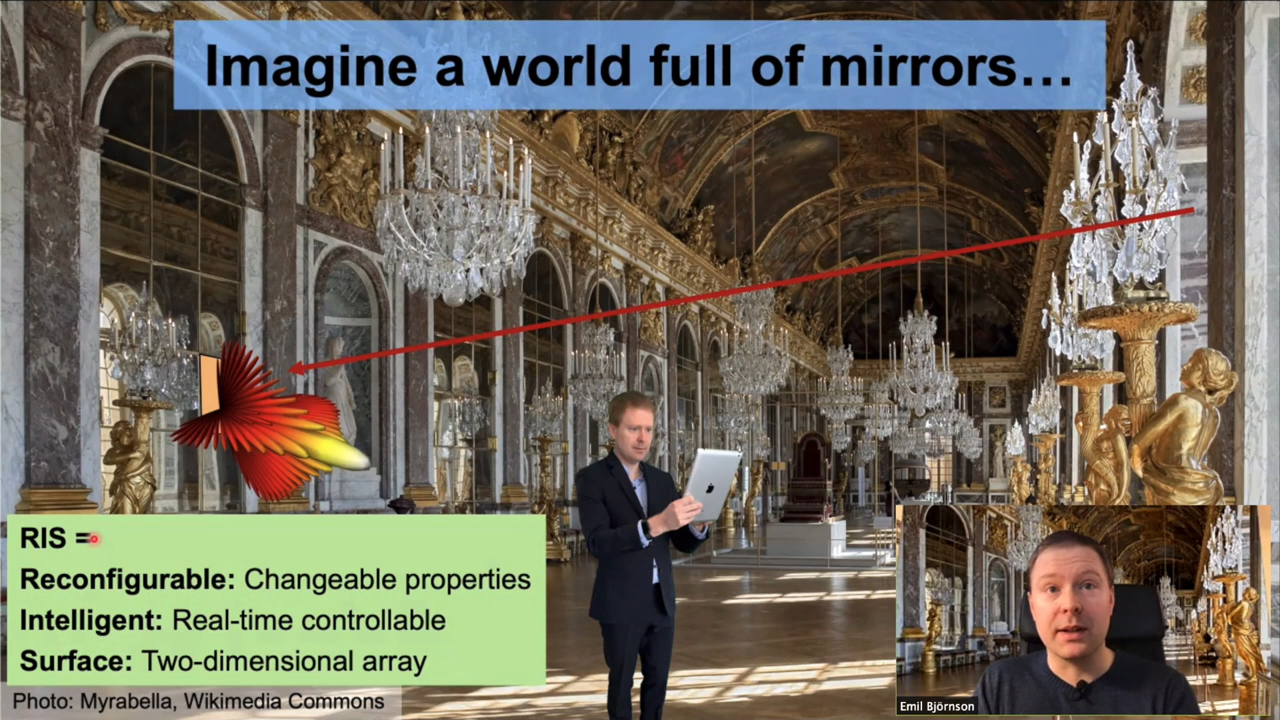 Imagine a world full of mirrors…
RIS =
Reconfigurable: Changeable properties
Intelligent: Real-time controllable
Surface: Two-dimensional array
Photo: Myrabella, Wikimedia Commons
Emil Björnson